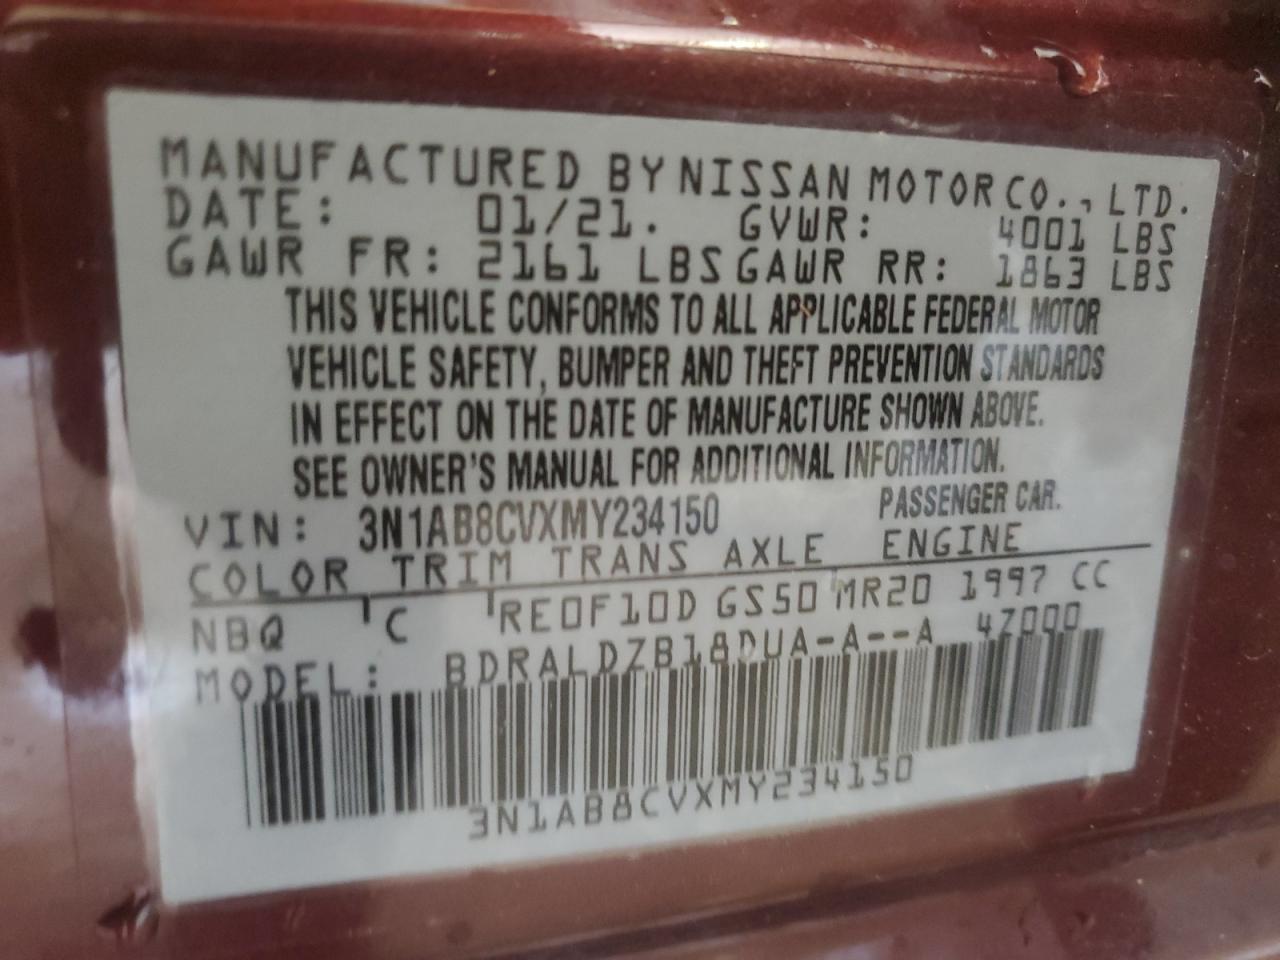 MANUFACTURED BY NISSAN MOTOR CO., LTD.
DATE: 01/21. GVWR: 4001 LBS
GAWR FR: 2161 LBS GAWR RR: 1863 LBS
THIS VEHICLE CONFORMS TO ALL APPLICABLE FEDERAL MOTOR
VEHICLE SAFETY, BUMPER AND THEFT PREVENTION STANDARDS
IN EFFECT ON THE DATE OF MANUFACTURE SHOWN ABOVE.
SEE OWNER'S MANUAL FOR ADDITIONAL INFORMATION.
VIN: 3N1AB8CVXMY234150 PASSENGER CAR.
COLOR TRIM TRANS AXLE ENGINE
NBQ C RE0F10D GS50 MR20 1997 CC
MODEL: BDRALDZB18DUA-A--A 47000
3N1AB8CVXMY234150